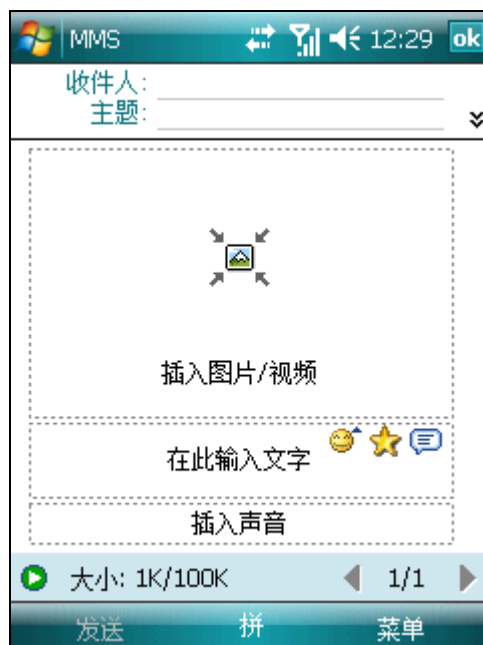 MMS 12:29 ok
收件人:
主题:
插入图片/视频
在此输入文字
插入声音
大小: 1K/100K 1/1
发送 拼 菜单